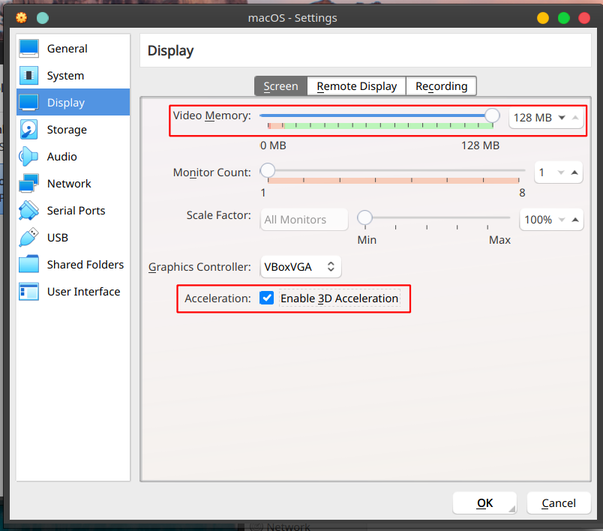 macOS - Settings
General
System
Display
Storage
Audio
Network
Serial Ports
USB
Shared Folders
User Interface
Display
Screen Remote Display Recording
Video Memory: 128 MB
0 MB 128 MB
Monitor Count: 1
1 8
Scale Factor: All Monitors 100%
Min Max
Graphics Controller: VBoxVGA
Acceleration: Enable 3D Acceleration
OK Cancel
Network